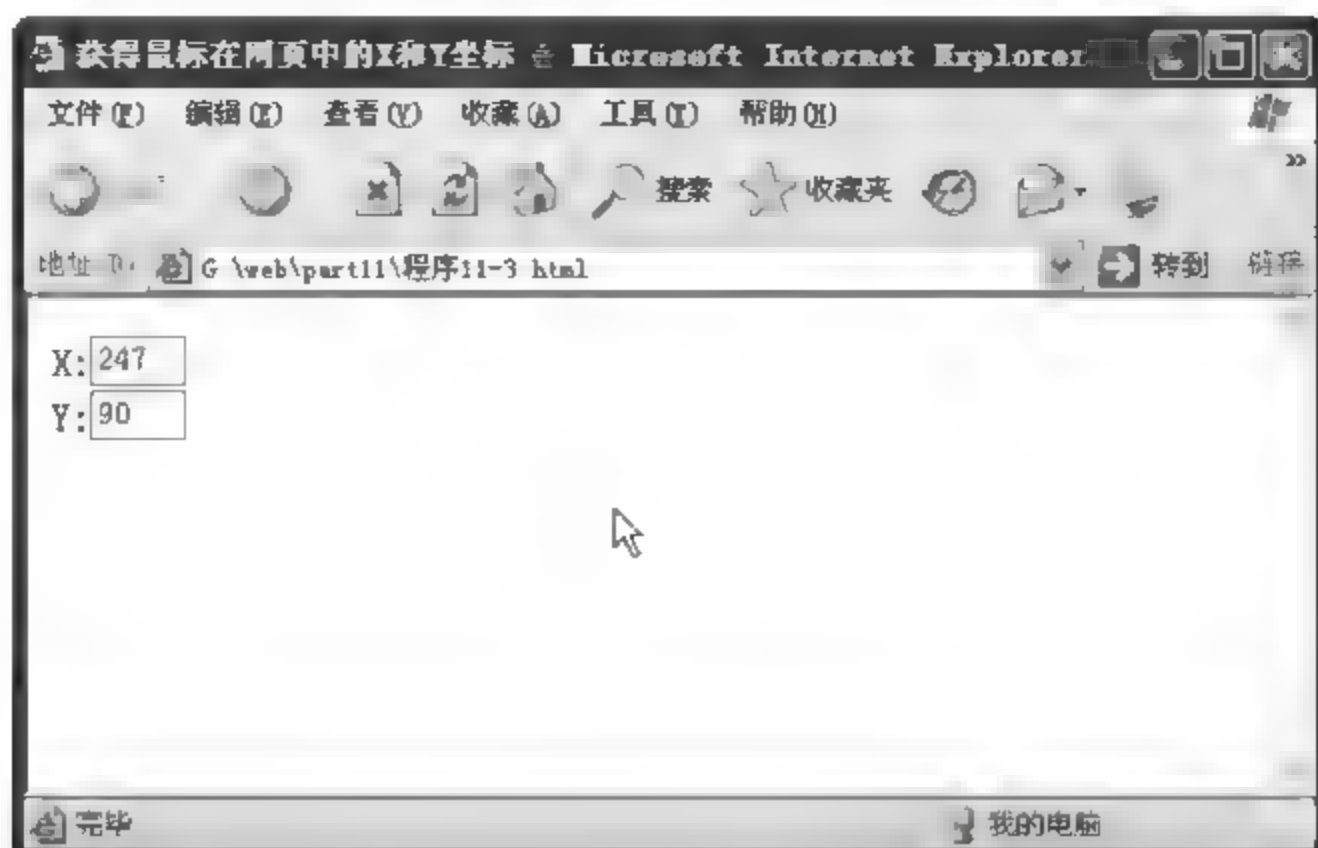 获得鼠标在网页中的X和Y坐标 Microsoft Internet Explorer
文件(F) 编辑(E) 查看(V) 收藏(A) 工具(T) 帮助(H)
搜索 收藏夹 »
地址 G \web\part11\程序11-3 html 转到 链接
X: 247
Y: 90
完毕 我的电脑